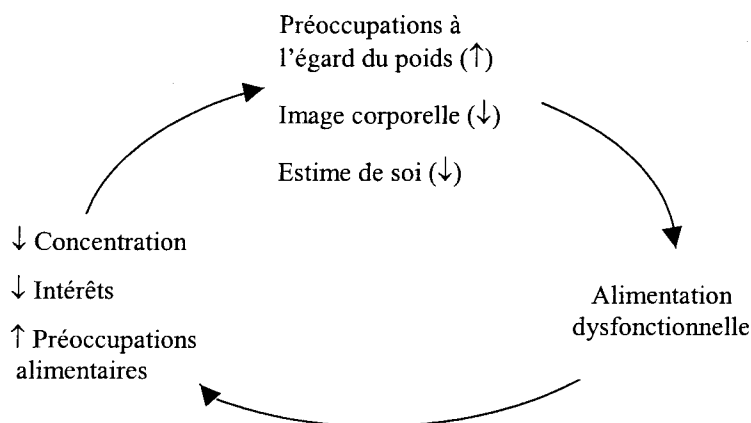 Préoccupations à
l'égard du poids (↑)
Image corporelle (↓)
Estime de soi (↓)
Alimentation
dysfonctionnelle
↓ Concentration
↓ Intérêts
↑ Préoccupations
alimentaires